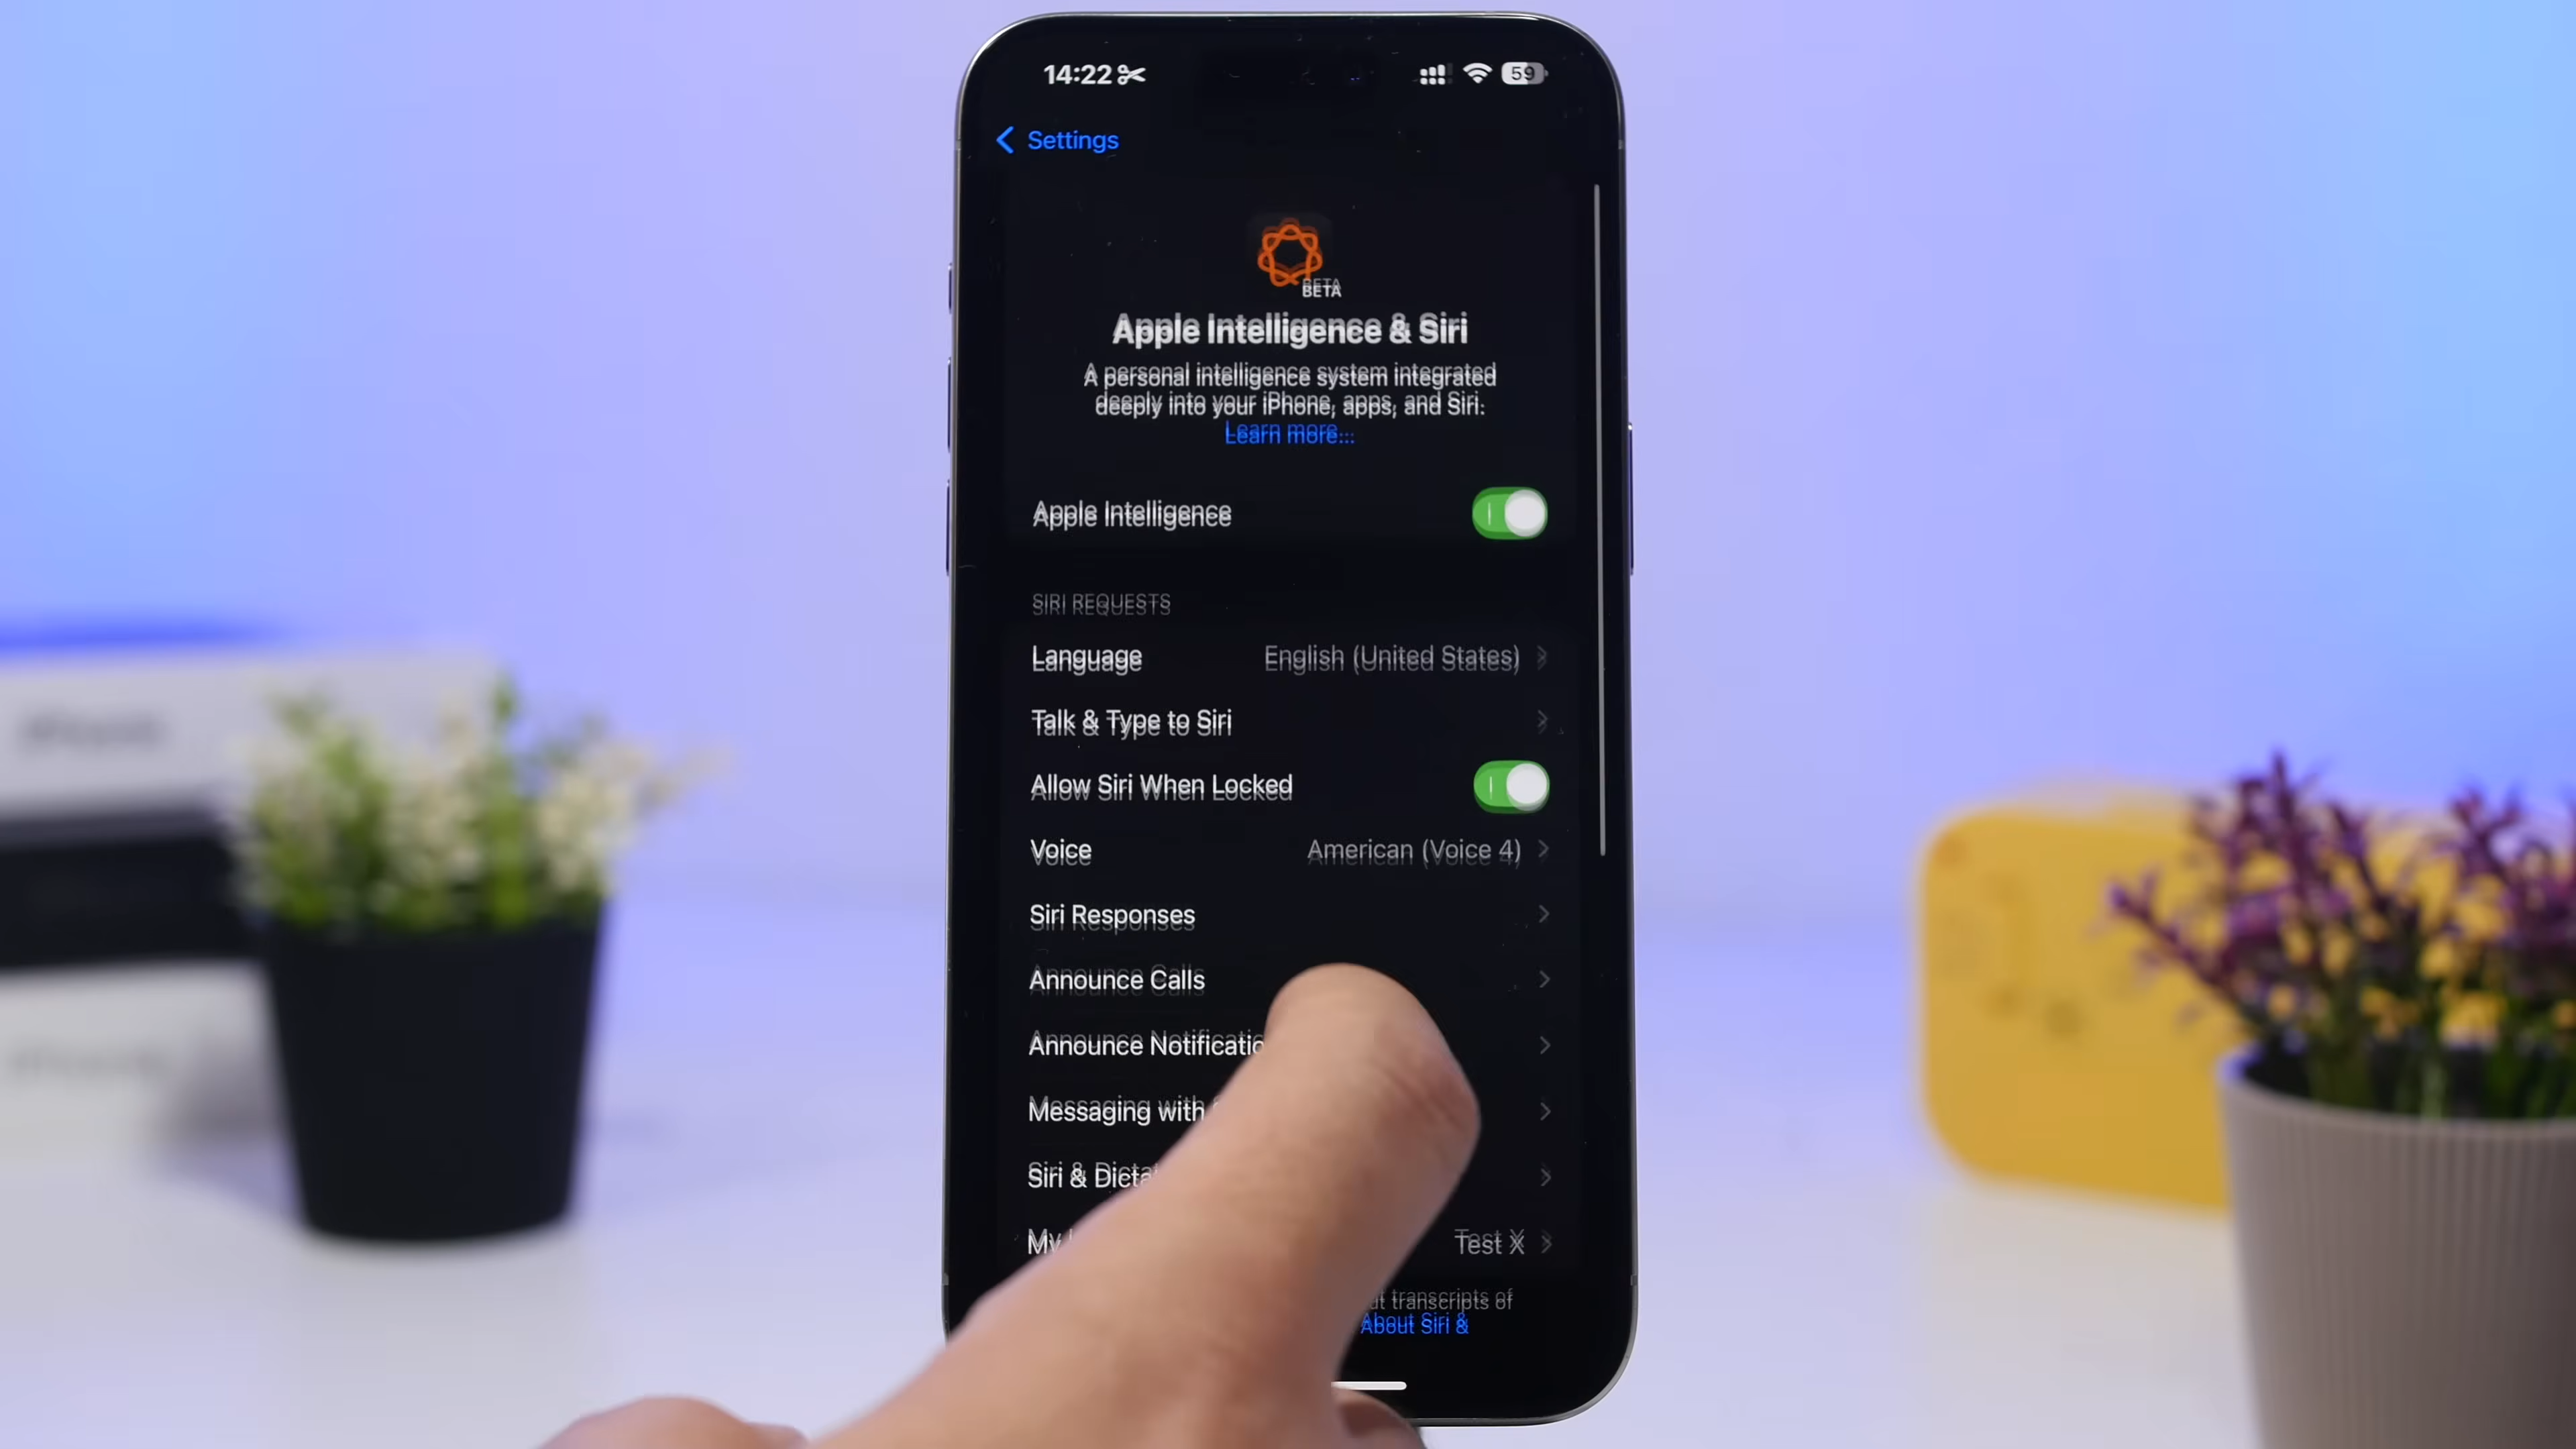 14:22
59
Settings
BETA
Apple Intelligence & Siri
A personal intelligence system integrated
deeply into your iPhone, apps, and Siri.
Learn more...
Apple Intelligence
SIRI REQUESTS
Language English (United States)
Talk & Type to Siri
Allow Siri When Locked
Voice American (Voice 4)
Siri Responses
Announce Calls
Announce
Messaging with
Siri &
My
Test X
transcripts of
About Siri &